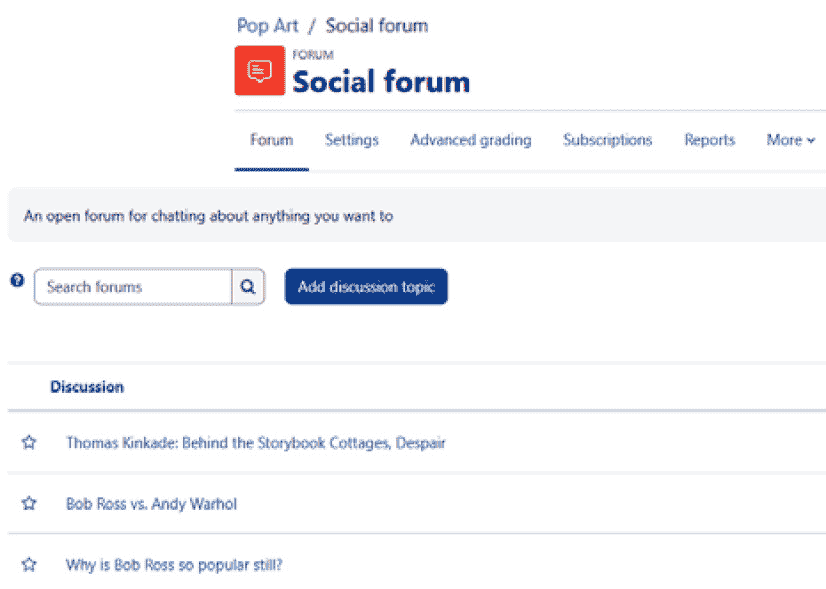 Pop Art / Social forum
FORUM
Social forum
Forum Settings Advanced grading Subscriptions Reports More
An open forum for chatting about anything you want to
Search forums Add discussion topic
Discussion
Thomas Kinkade: Behind the Storybook Cottages, Despair
Bob Ross vs. Andy Warhol
Why is Bob Ross so popular still?